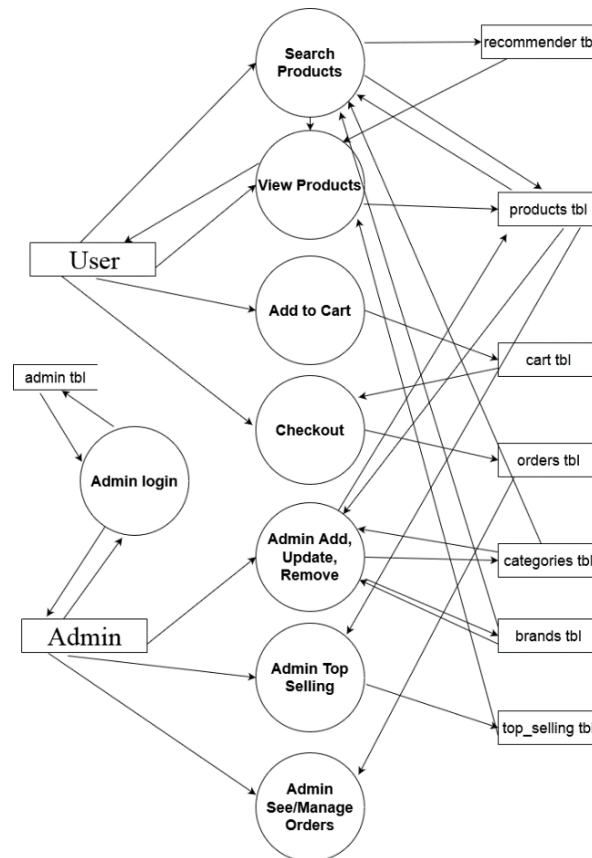 Search
Products
recommender tb
View Products
products tbl
User
Add to Cart
cart tbl
admin tbl
Checkout
orders tbl
Admin login
Admin Add,
Update,
Remove
categories tbl
Admin
brands tbl
Admin Top
Selling
top_selling tbl
Admin
See/Manage
Orders